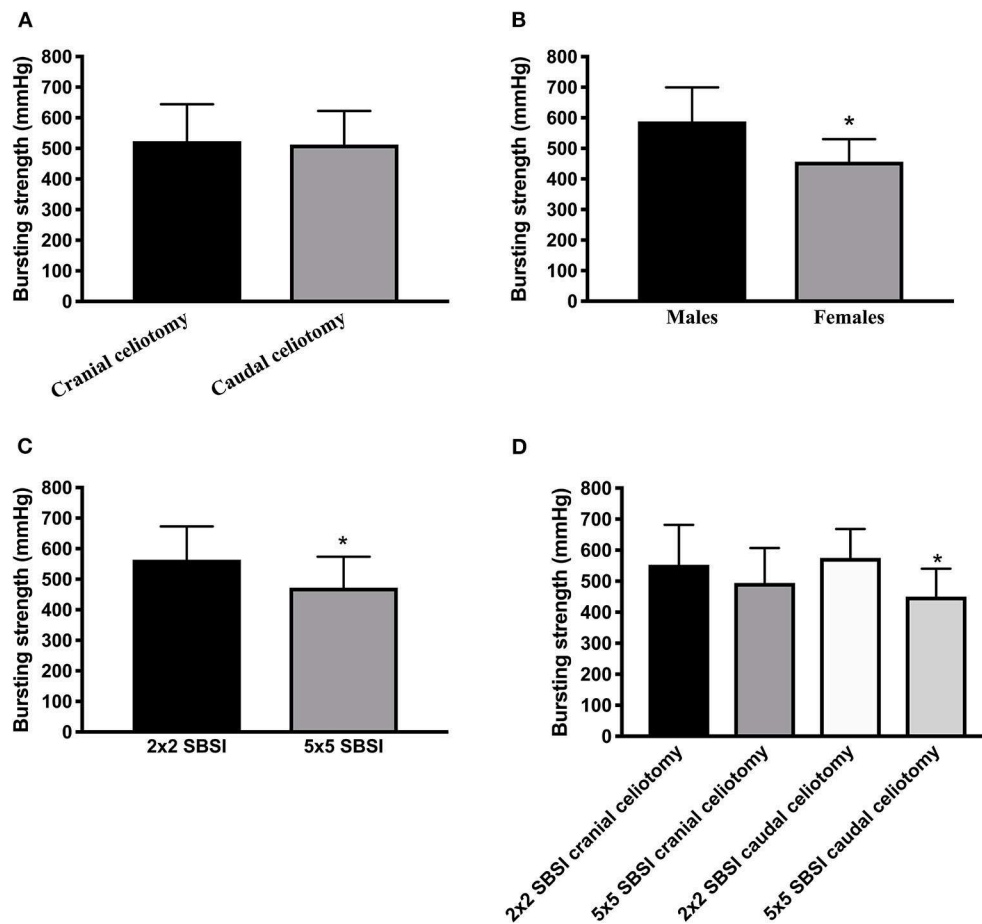 A
Bursting strength (mmHg)
800
700
600
500
400
300
200
100
0
Cranial celiotomy
Caudal celiotomy
B
Bursting strength (mmHg)
800
700
600
500
400
300
200
100
0
*
Males
Females
C
Bursting strength (mmHg)
800
700
600
500
400
300
200
100
0
*
2x2 SBSI
5x5 SBSI
D
Bursting strength (mmHg)
800
700
600
500
400
300
200
100
0
*
2x2 SBSI cranial celiotomy
5x5 SBSI cranial celiotomy
2x2 SBSI caudal celiotomy
5x5 SBSI caudal celiotomy